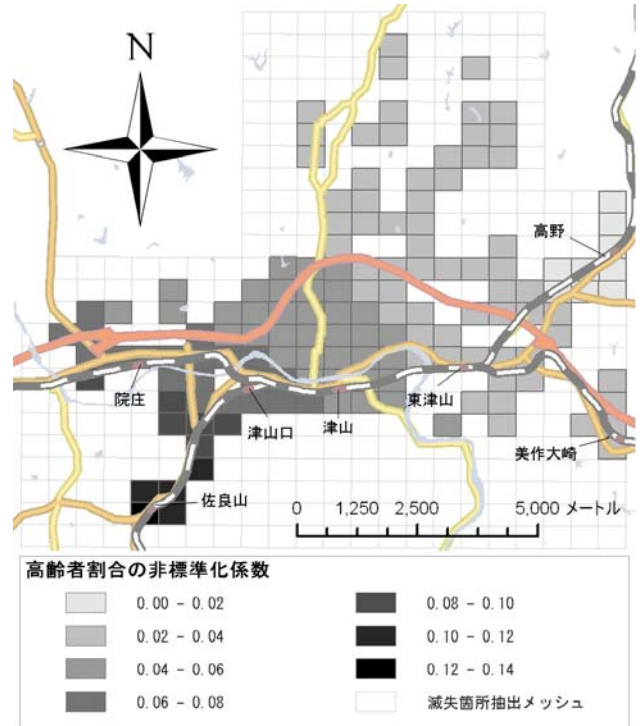 N
高野
院庄
津山口
津山
東津山
美作大崎
佐良山
0 1,250 2,500 5,000 メートル
高齢者割合の非標準化係数
0.00 - 0.02
0.02 - 0.04
0.04 - 0.06
0.06 - 0.08
0.08 - 0.10
0.10 - 0.12
0.12 - 0.14
滅失箇所抽出メッシュ